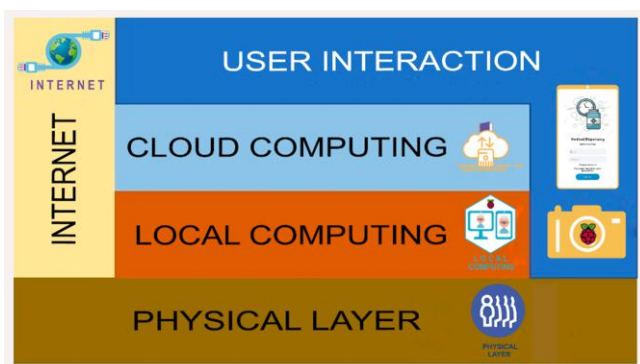 INTERNET
USER INTERACTION
INTERNET
CLOUD COMPUTING
LOCAL COMPUTING
LOCAL
COMPUTING
PHYSICAL LAYER
PHYSICAL
LAYER